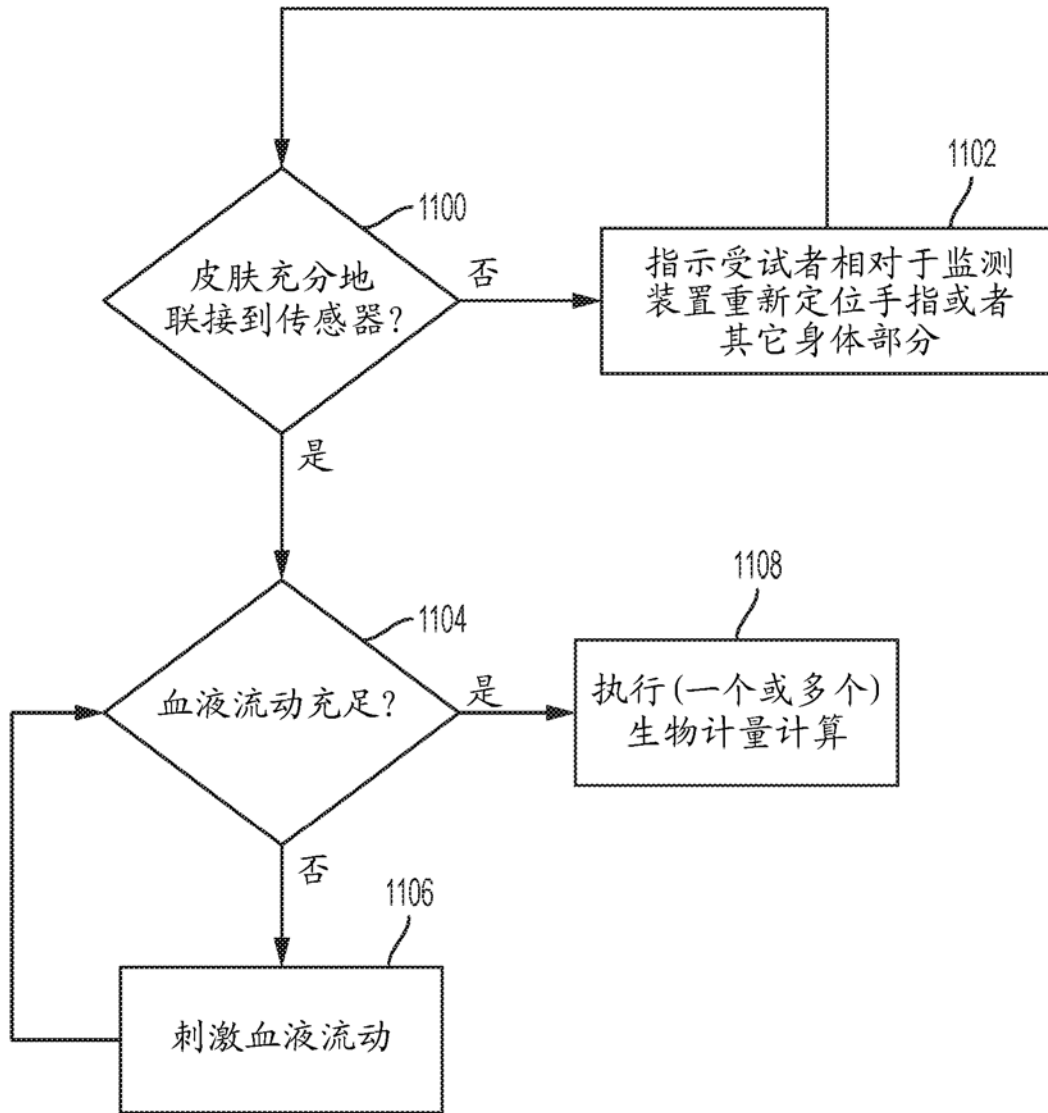 1102
1100
皮肤充分地
联接到传感器?
否
指示受试者相对于监测
装置重新定位手指或者
其它身体部分
是
1108
1104
血液流动充足?
是
执行(一个或多个)
生物计量计算
否
1106
刺激血液流动